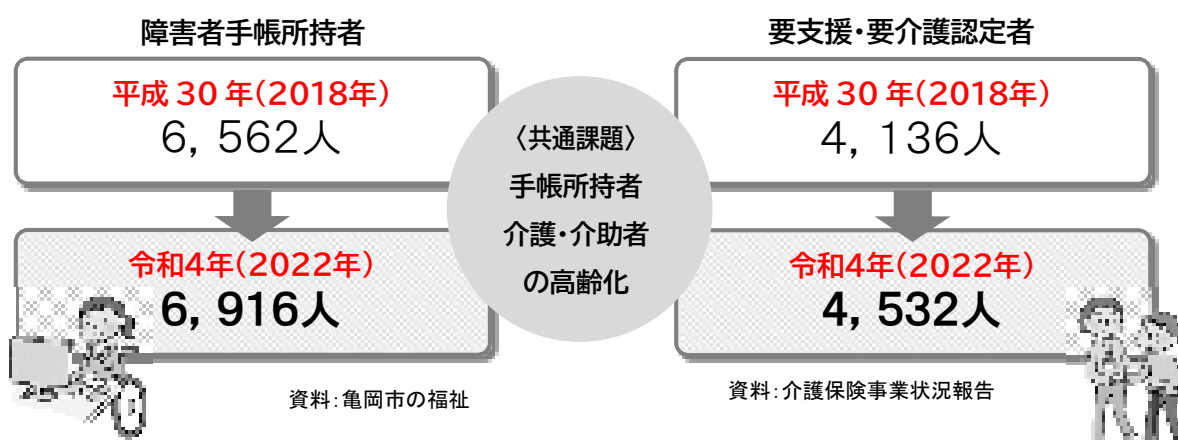 障害者手帳所持者
平成 30 年(2018年)
6, 562人
令和4年(2022年)
6, 916人
資料:亀岡市の福祉
〈共通課題〉
手帳所持者
介護・介助者
の高齢化
要支援・要介護認定者
平成 30 年(2018年)
4, 136人
令和4年(2022年)
4, 532人
資料:介護保険事業状況報告